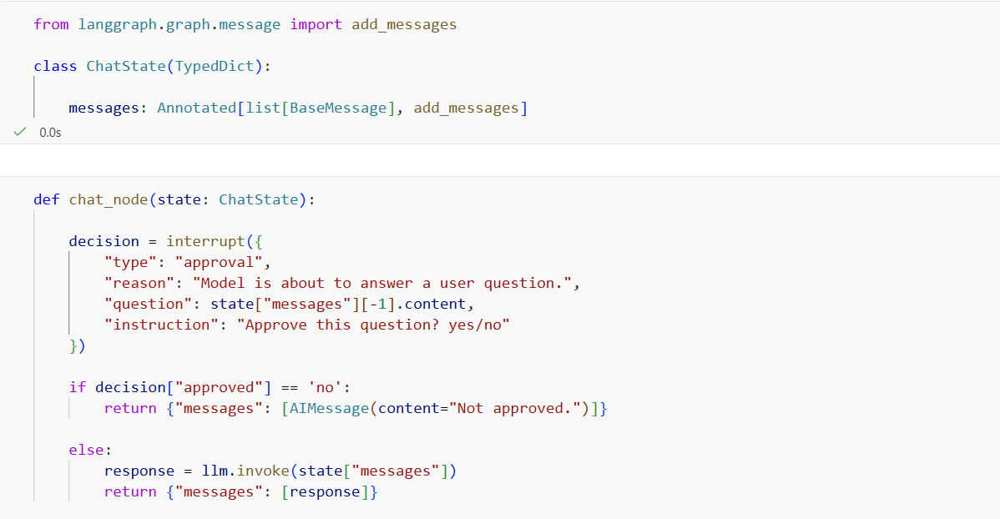 from langgraph.graph.message import add_messages
class ChatState(TypedDict):
    messages: Annotated[list[BaseMessage], add_messages]
0.0s
def chat_node(state: ChatState):
    decision = interrupt({
        "type": "approval",
        "reason": "Model is about to answer a user question.",
        "question": state["messages"][-1].content,
        "instruction": "Approve this question? yes/no"
    })
    if decision["approved"] == 'no':
        return {"messages": [AIMessage(content="Not approved.")]}
    else:
        response = llm.invoke(state["messages"])
        return {"messages": [response]}